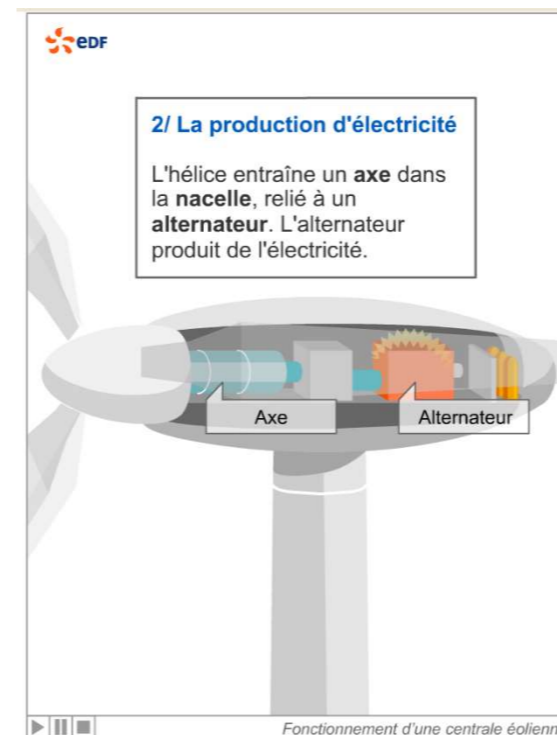 edF
2/ La production d'électricité
L'hélice entraîne un axe dans
la nacelle, relié à un
alternateur. L'alternateur
produit de l'électricité.
Axe
Alternateur
Fonctionnement d'une centrale éolienn